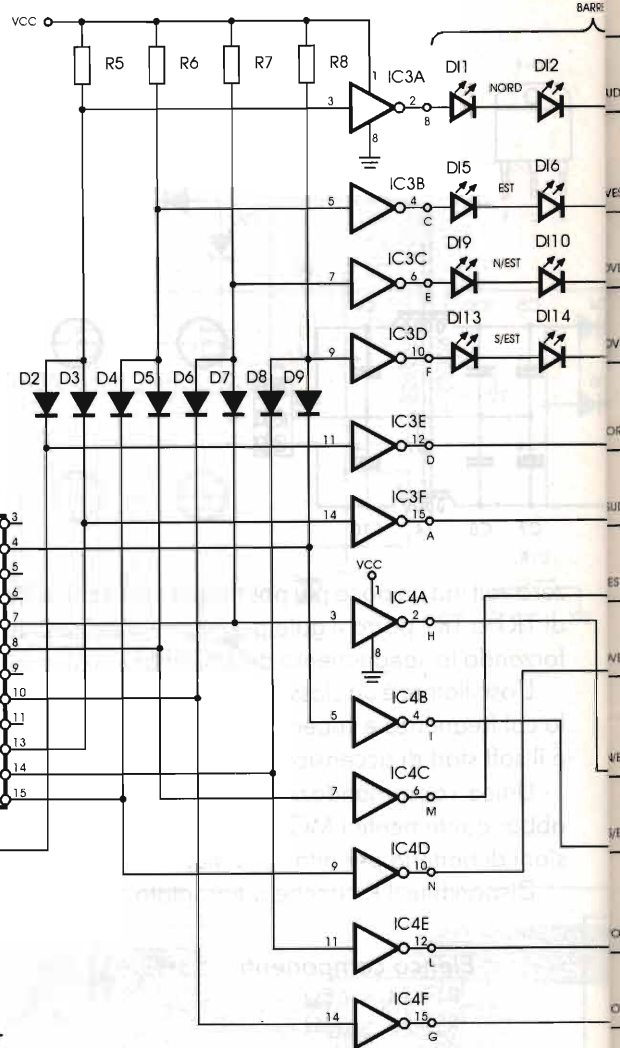 BARRE
VCC
R5 R6 R7 R8
IC3A
1
3
2
B
8
DI1 NORD DI2
IC3B
5
4
C
DI5 EST DI6
IC3C
7
6
E
DI9 N/EST DI10
IC3D
9
10
F
DI13 S/EST DI14
D2 D3 D4 D5 D6 D7 D8 D9
IC3E
11
12
D
IC3F
14
15
A
3
4
5
6
7
8
9
10
11
13
14
15
VCC
IC4A
1
3
2
H
8
IC4B
5
4
I
IC4C
7
6
M
IC4D
9
10
N
IC4E
11
12
L
IC4F
14
15
G
EST